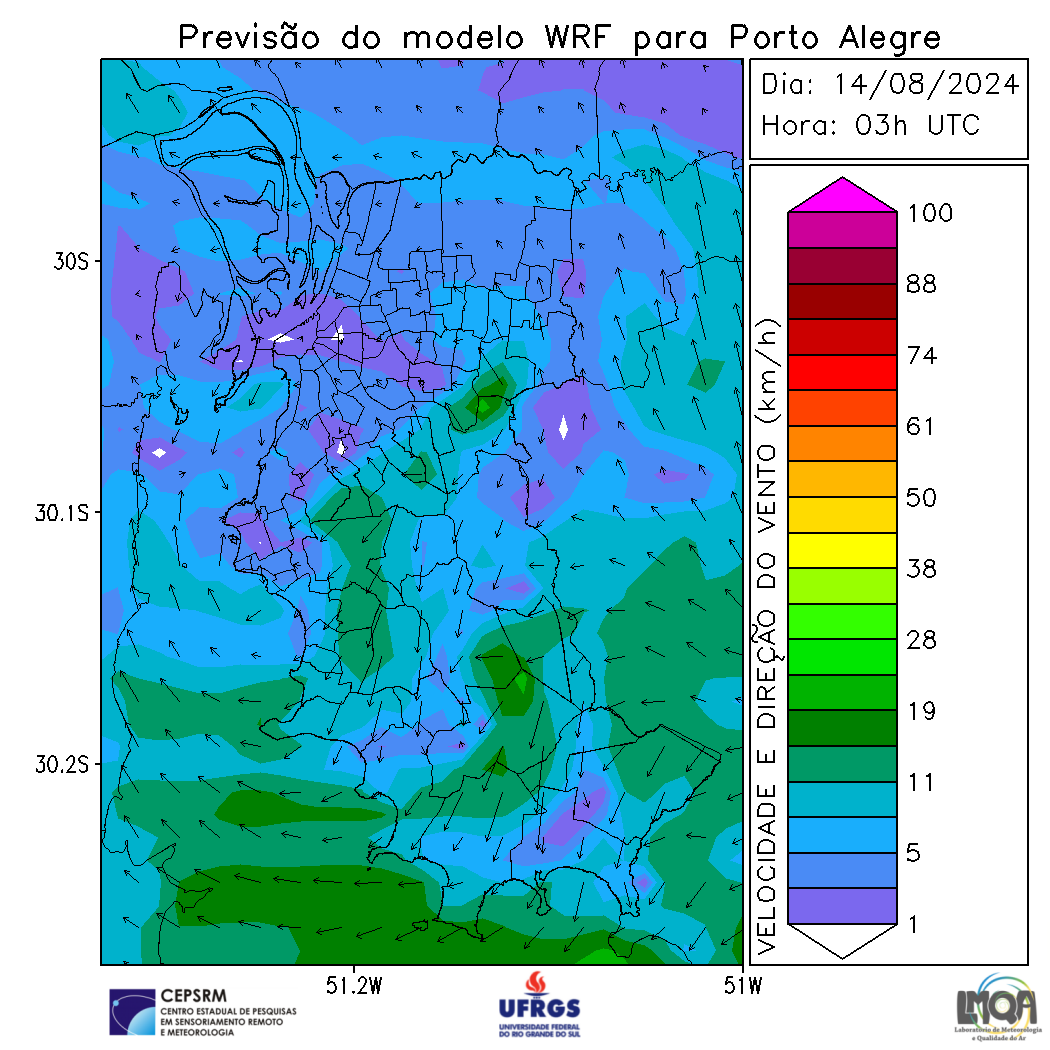 Previsão do modelo WRF para Porto Alegre
Dia: 14/08/2024
Hora: 03h UTC
30S
30.1S
30.2S
51.2W
51W
VELOCIDADE E DIREÇÃO DO VENTO (km/h)
100
88
74
61
50
38
28
19
11
5
1
CEPSRM
CENTRO ESTADUAL DE PESQUISAS
EM SENSORIAMENTO REMOTO
E METEOROLOGIA
UFRGS
UNIVERSIDADE FEDERAL
DO RIO GRANDE DO SUL
LMQA
Laboratório de Meteorologia
e Qualidade do Ar